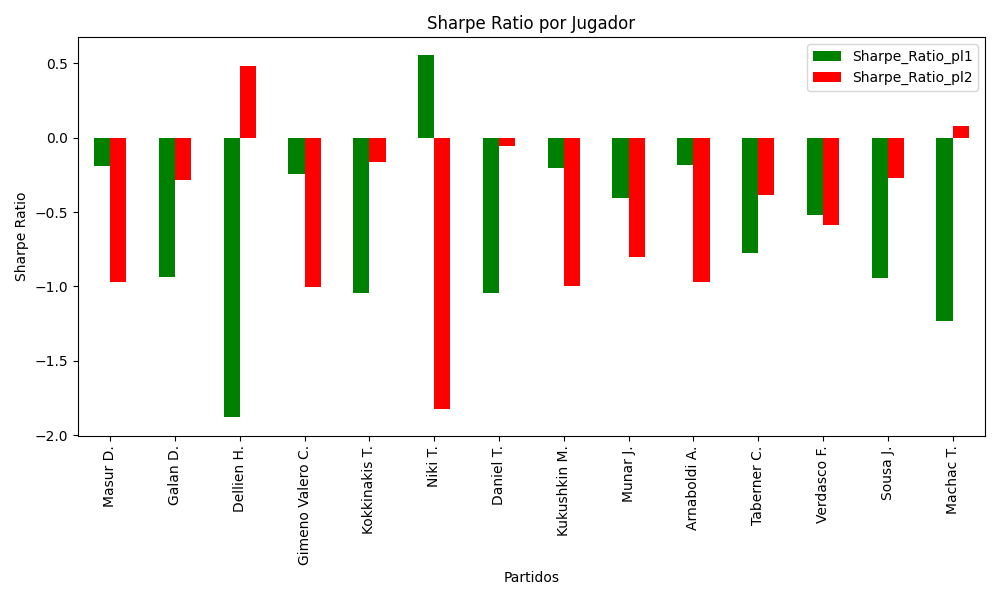 Sharpe Ratio por Jugador
Sharpe_Ratio_pl1
Sharpe_Ratio_pl2
Sharpe Ratio
0.5
0.0
−0.5
−1.0
−1.5
−2.0
Masur D.
Galan D.
Dellien H.
Gimeno Valero C.
Kokkinakis T.
Niki T.
Daniel T.
Kukushkin M.
Munar J.
Arnaboldi A.
Taberner C.
Verdasco F.
Sousa J.
Machac T.
Partidos